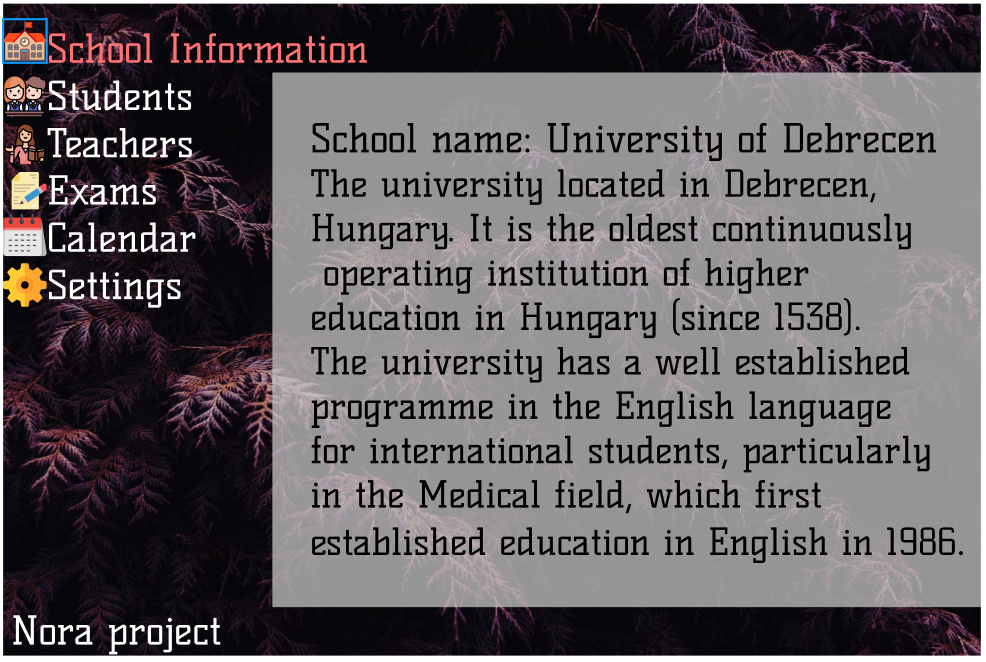 School Information
Students
Teachers
Exams
Calendar
Settings
School name: University of Debrecen
The university located in Debrecen,
Hungary. It is the oldest continuously
operating institution of higher
education in Hungary (since 1538).
The university has a well established
programme in the English language
for international students, particularly
in the Medical field, which first
established education in English in 1986.
Nora project